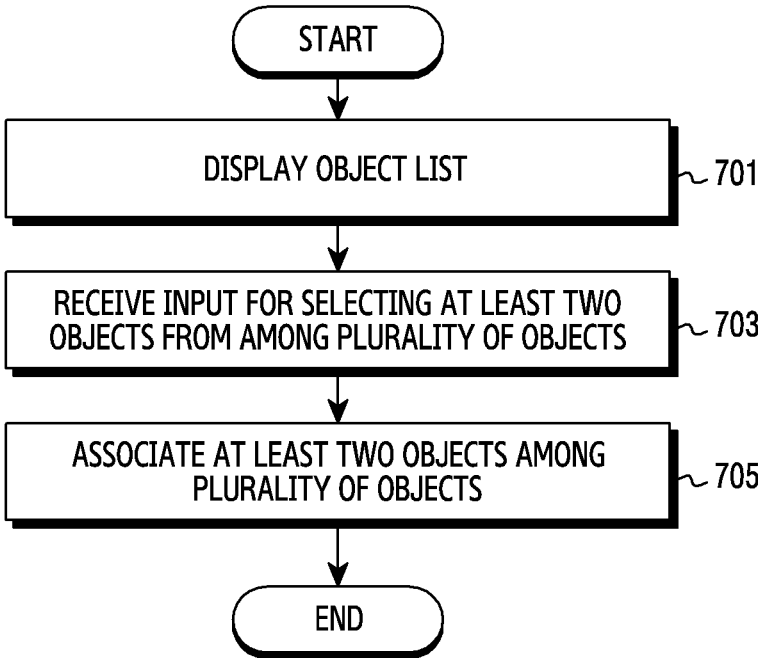 START
DISPLAY OBJECT LIST
701
RECEIVE INPUT FOR SELECTING AT LEAST TWO
OBJECTS FROM AMONG PLURALITY OF OBJECTS
703
ASSOCIATE AT LEAST TWO OBJECTS AMONG
PLURALITY OF OBJECTS
705
END